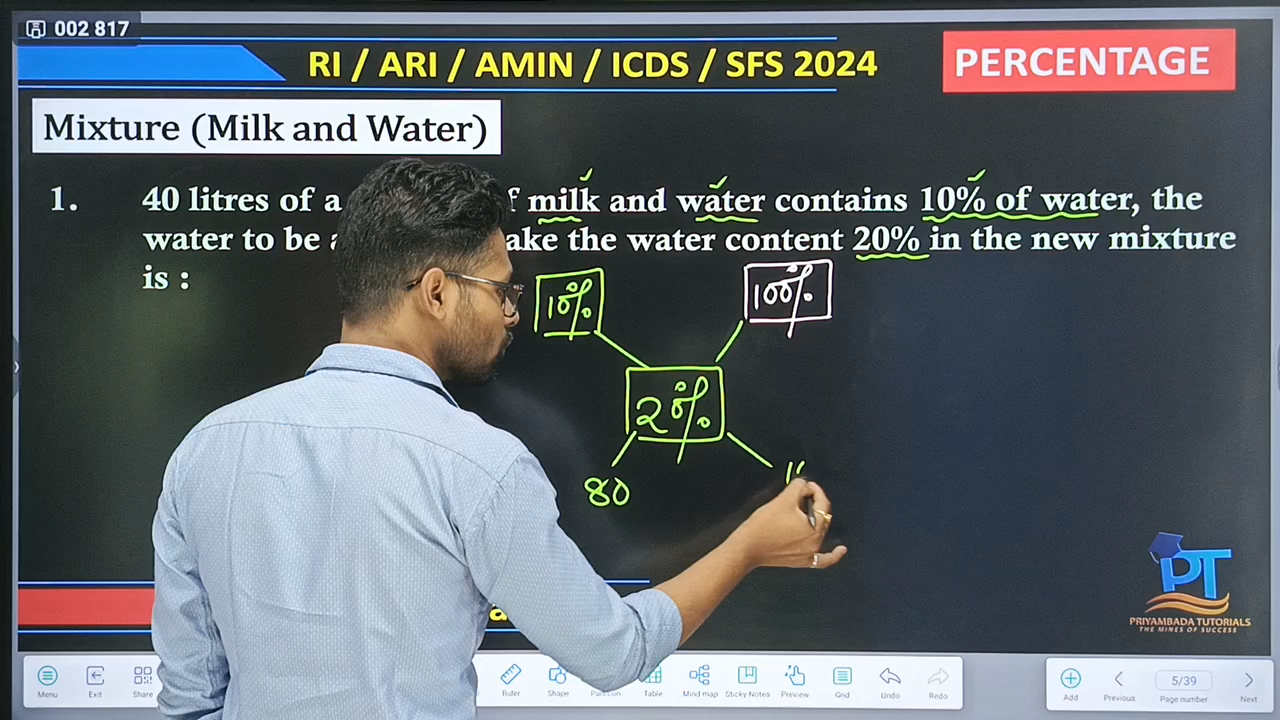 002 817
RI / ARI / AMIN / ICDS / SFS 2024
PERCENTAGE
Mixture (Milk and Water)
1. 40 litres of a f milk and water contains 10% of water, the
water to be ake the water content 20% in the new mixture
is :
10% 100%
20%
80
PT
PRIYAMBADA TUTORIALS
THE MINES OF SUCCESS
Menu Exit Share Ruler Shape Partition Table Mind map Sticky Notes Preview Grid Undo Redo Add Previous 5/39 Page number Next